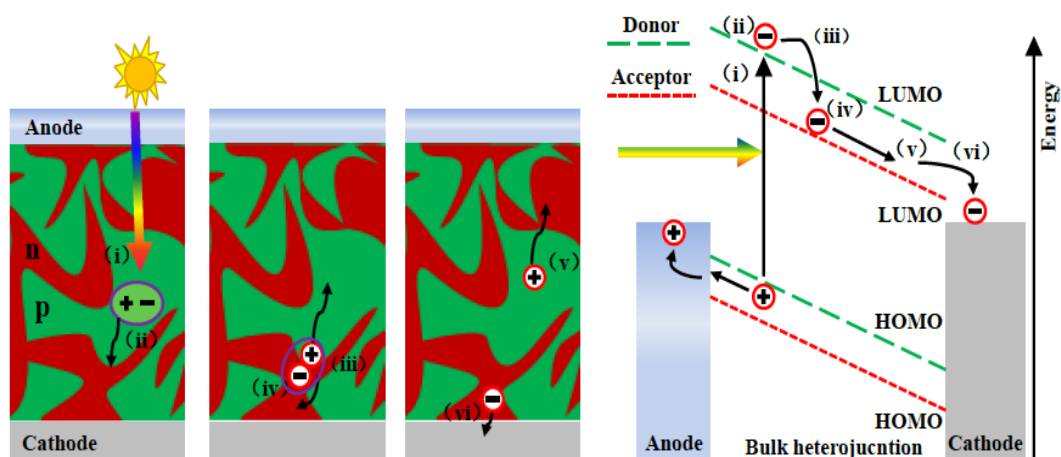 Anode
(i)
n
p
+ −
(ii)
Cathode
+
−
(iii)
(iv)
+
(v)
−
(vi)
Donor
Acceptor
(ii)
−
(iii)
(i)
LUMO
−
(iv)
(v)
(vi)
LUMO
−
+
+
HOMO
HOMO
Anode
Bulk heterojucntion
Cathode
Energy